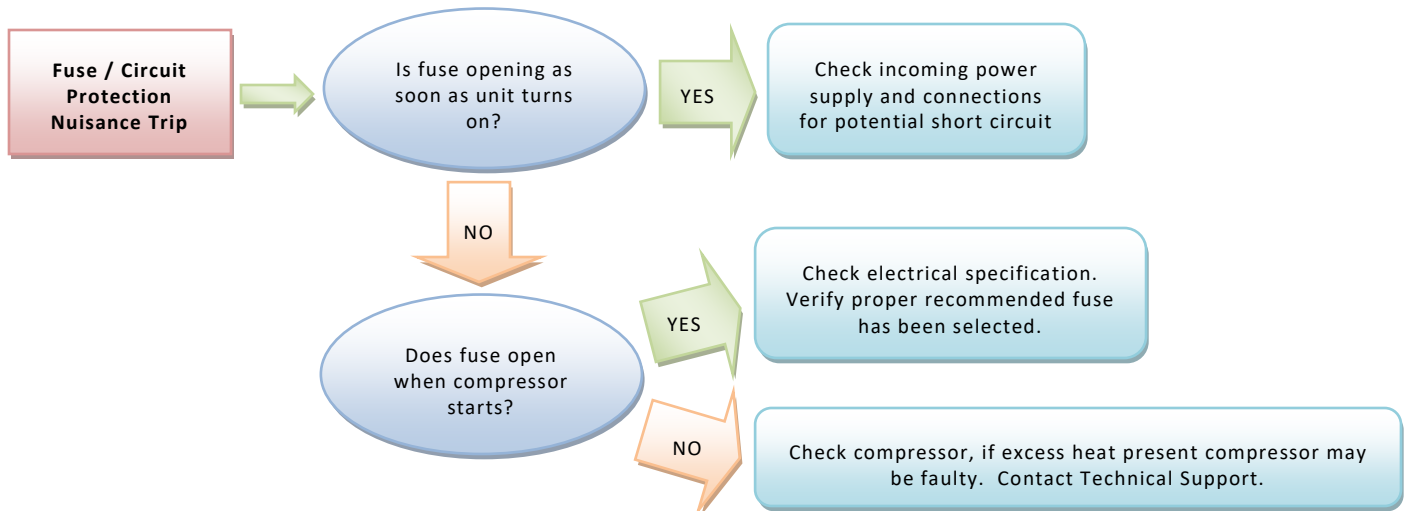 Fuse / Circuit
Protection
Nuisance Trip
Is fuse opening as
soon as unit turns
on?
YES
Check incoming power
supply and connections
for potential short circuit
NO
Does fuse open
when compressor
starts?
YES
Check electrical specification.
Verify proper recommended fuse
has been selected.
NO
Check compressor, if excess heat present compressor may
be faulty.  Contact Technical Support.